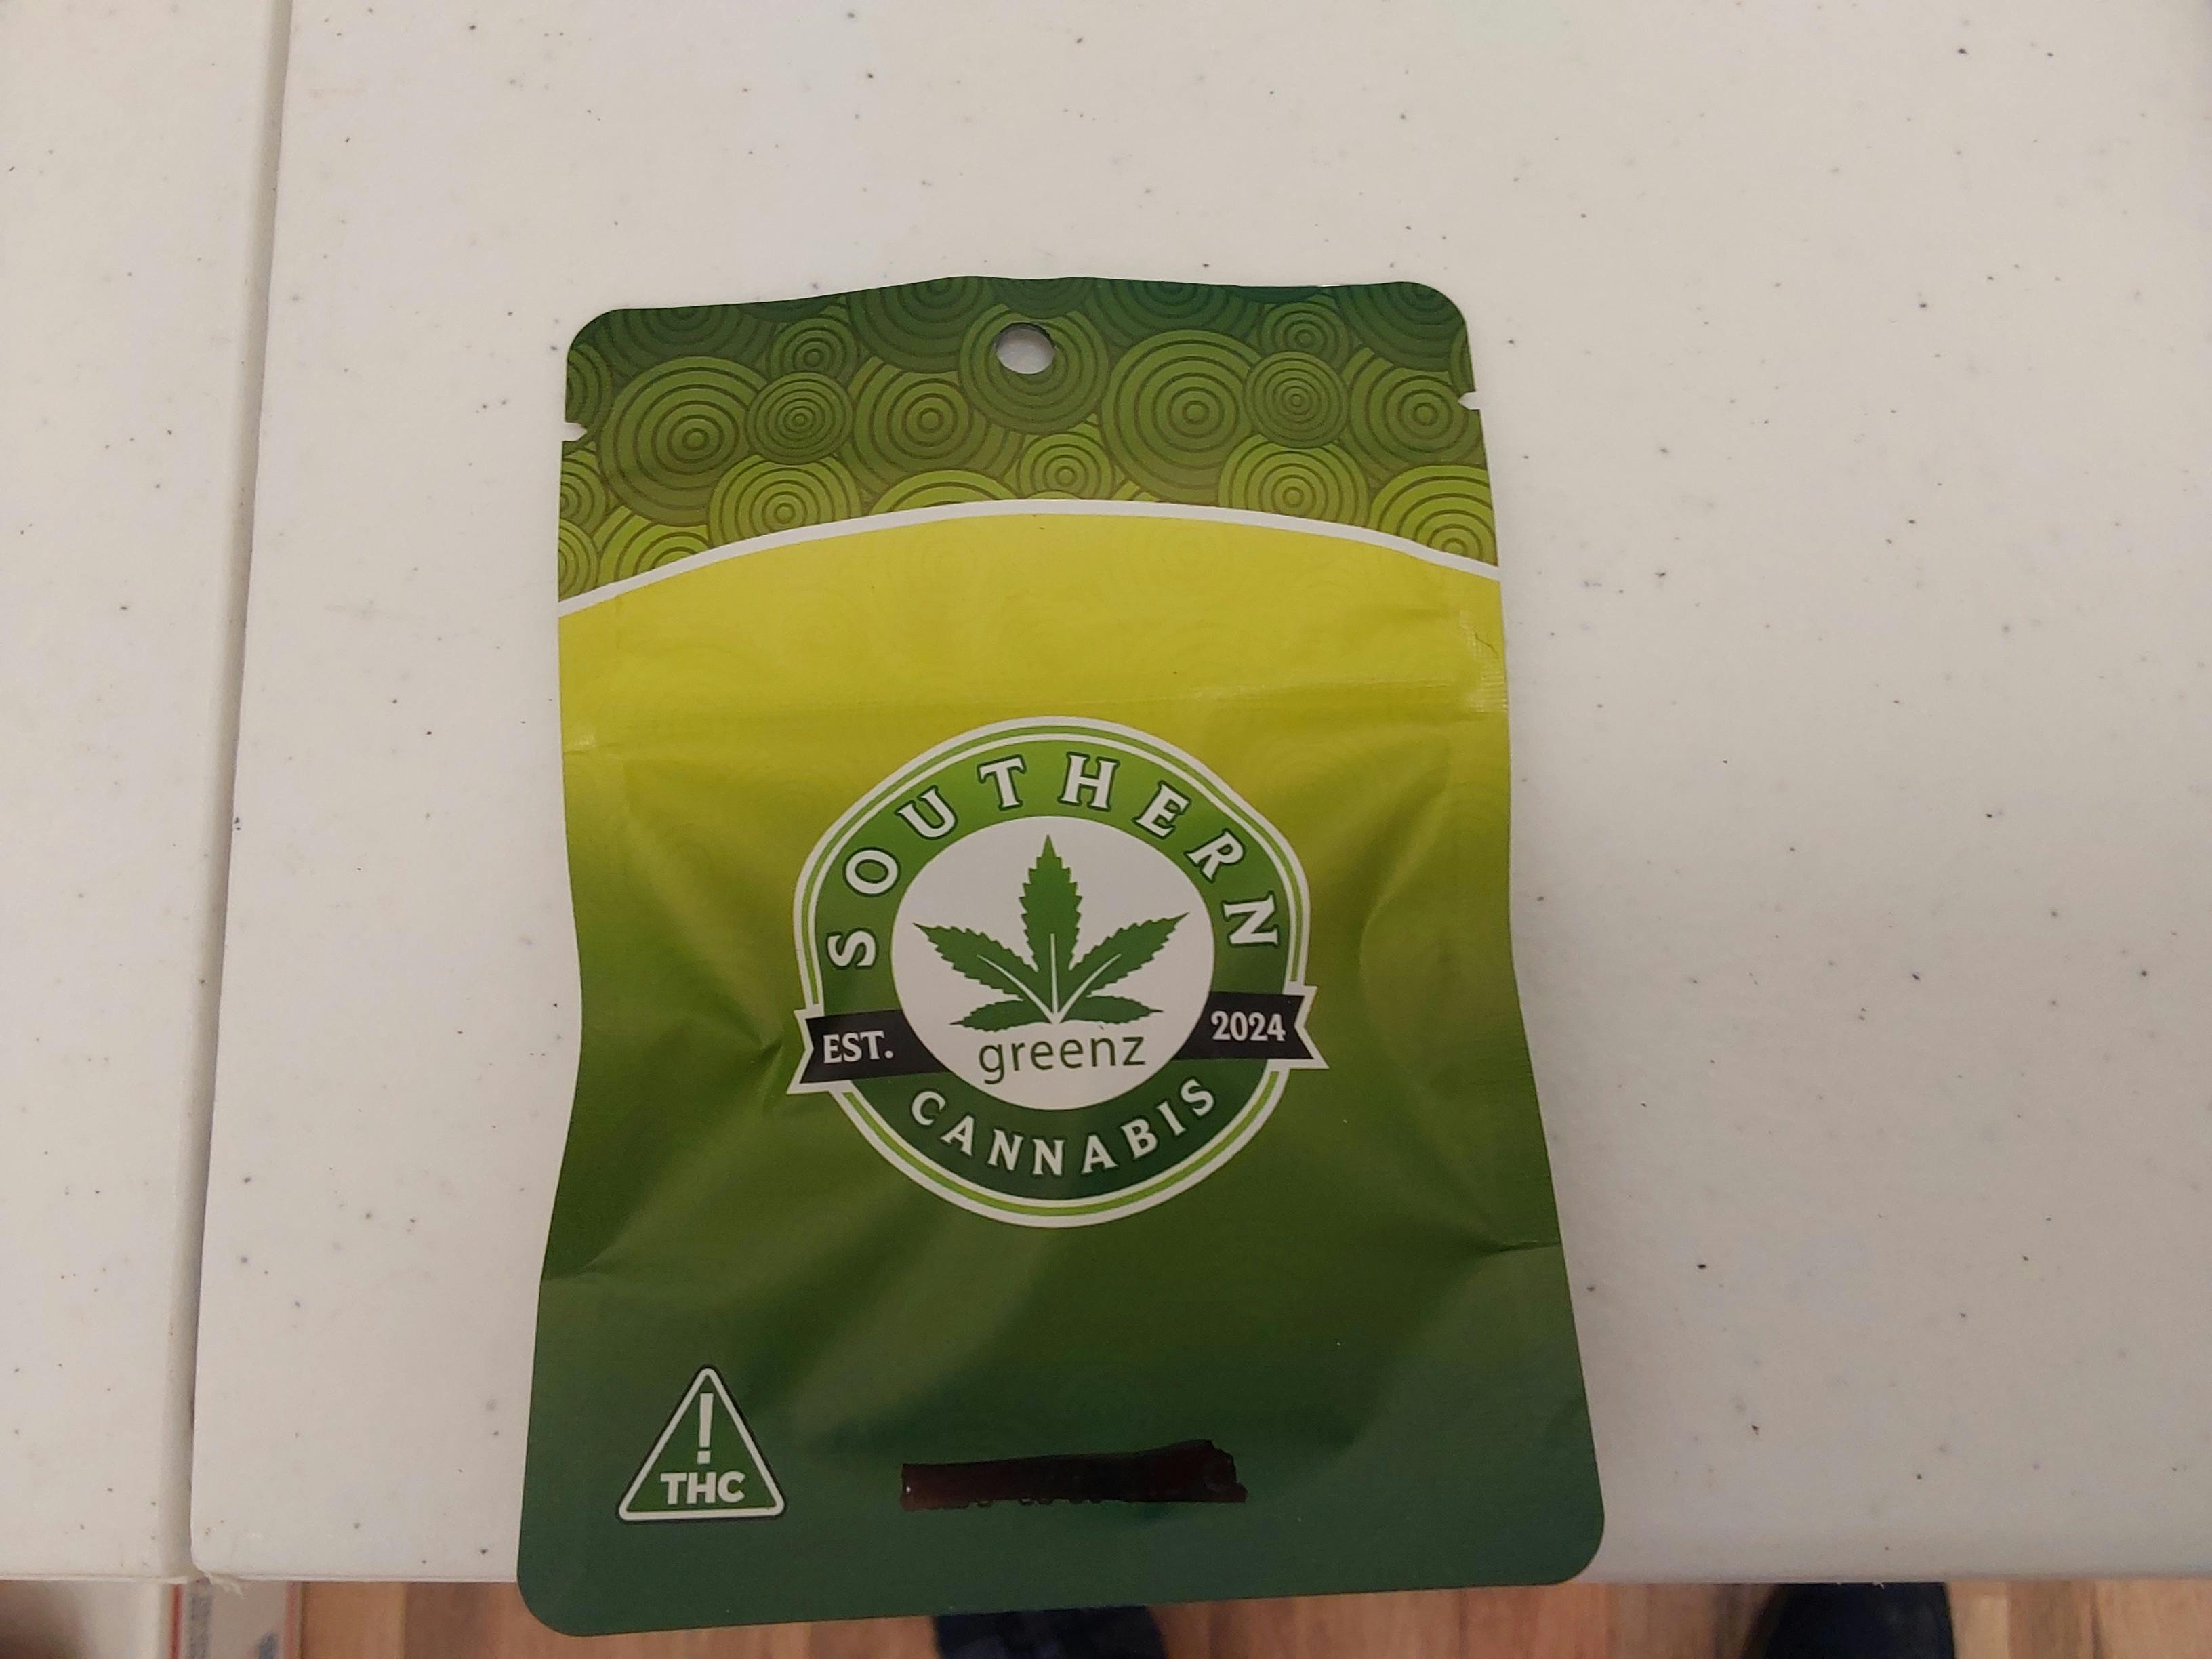 SOUTHERN
EST. 2024
greenz
CANNABIS
!
THC